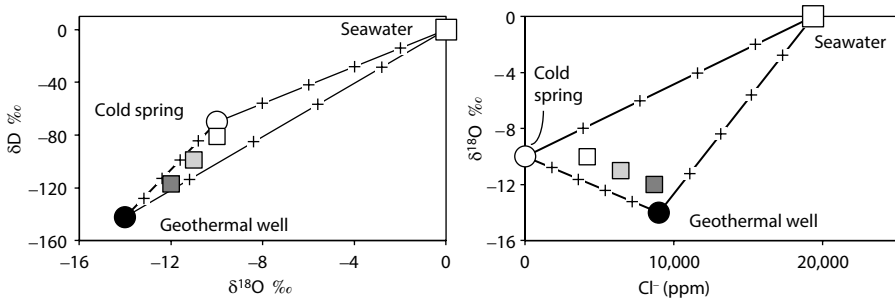 0
−40
−80
−120
−160
δD ‰
Seawater
Cold spring
Geothermal well
−16
−12
−8
−4
0
δ¹⁸O ‰
0
−4
−8
−12
−16
δ¹⁸O ‰
Seawater
Cold
spring
Geothermal well
0
10,000
20,000
Cl⁻ (ppm)